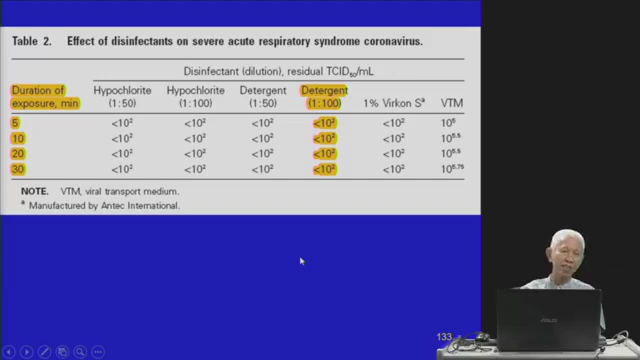 Table 2. Effect of disinfectants on severe acute respiratory syndrome coronavirus.
Disinfectant (dilution), residual TCID50/mL
Duration of exposure, min Hypochlorite (1:50) Hypochlorite (1:100) Detergent (1:50) Detergent (1:100) 1% Virkon Sᵃ VTM
5 <10² <10² <10² <10² <10² 10⁶
10 <10² <10² <10² <10² <10² 10⁵·⁵
20 <10² <10² <10² <10² <10² 10⁵·⁵
30 <10² <10² <10² <10² <10² 10⁵·⁷⁵
NOTE. VTM, viral transport medium.
ᵃ Manufactured by Antec International.
133
ASUS